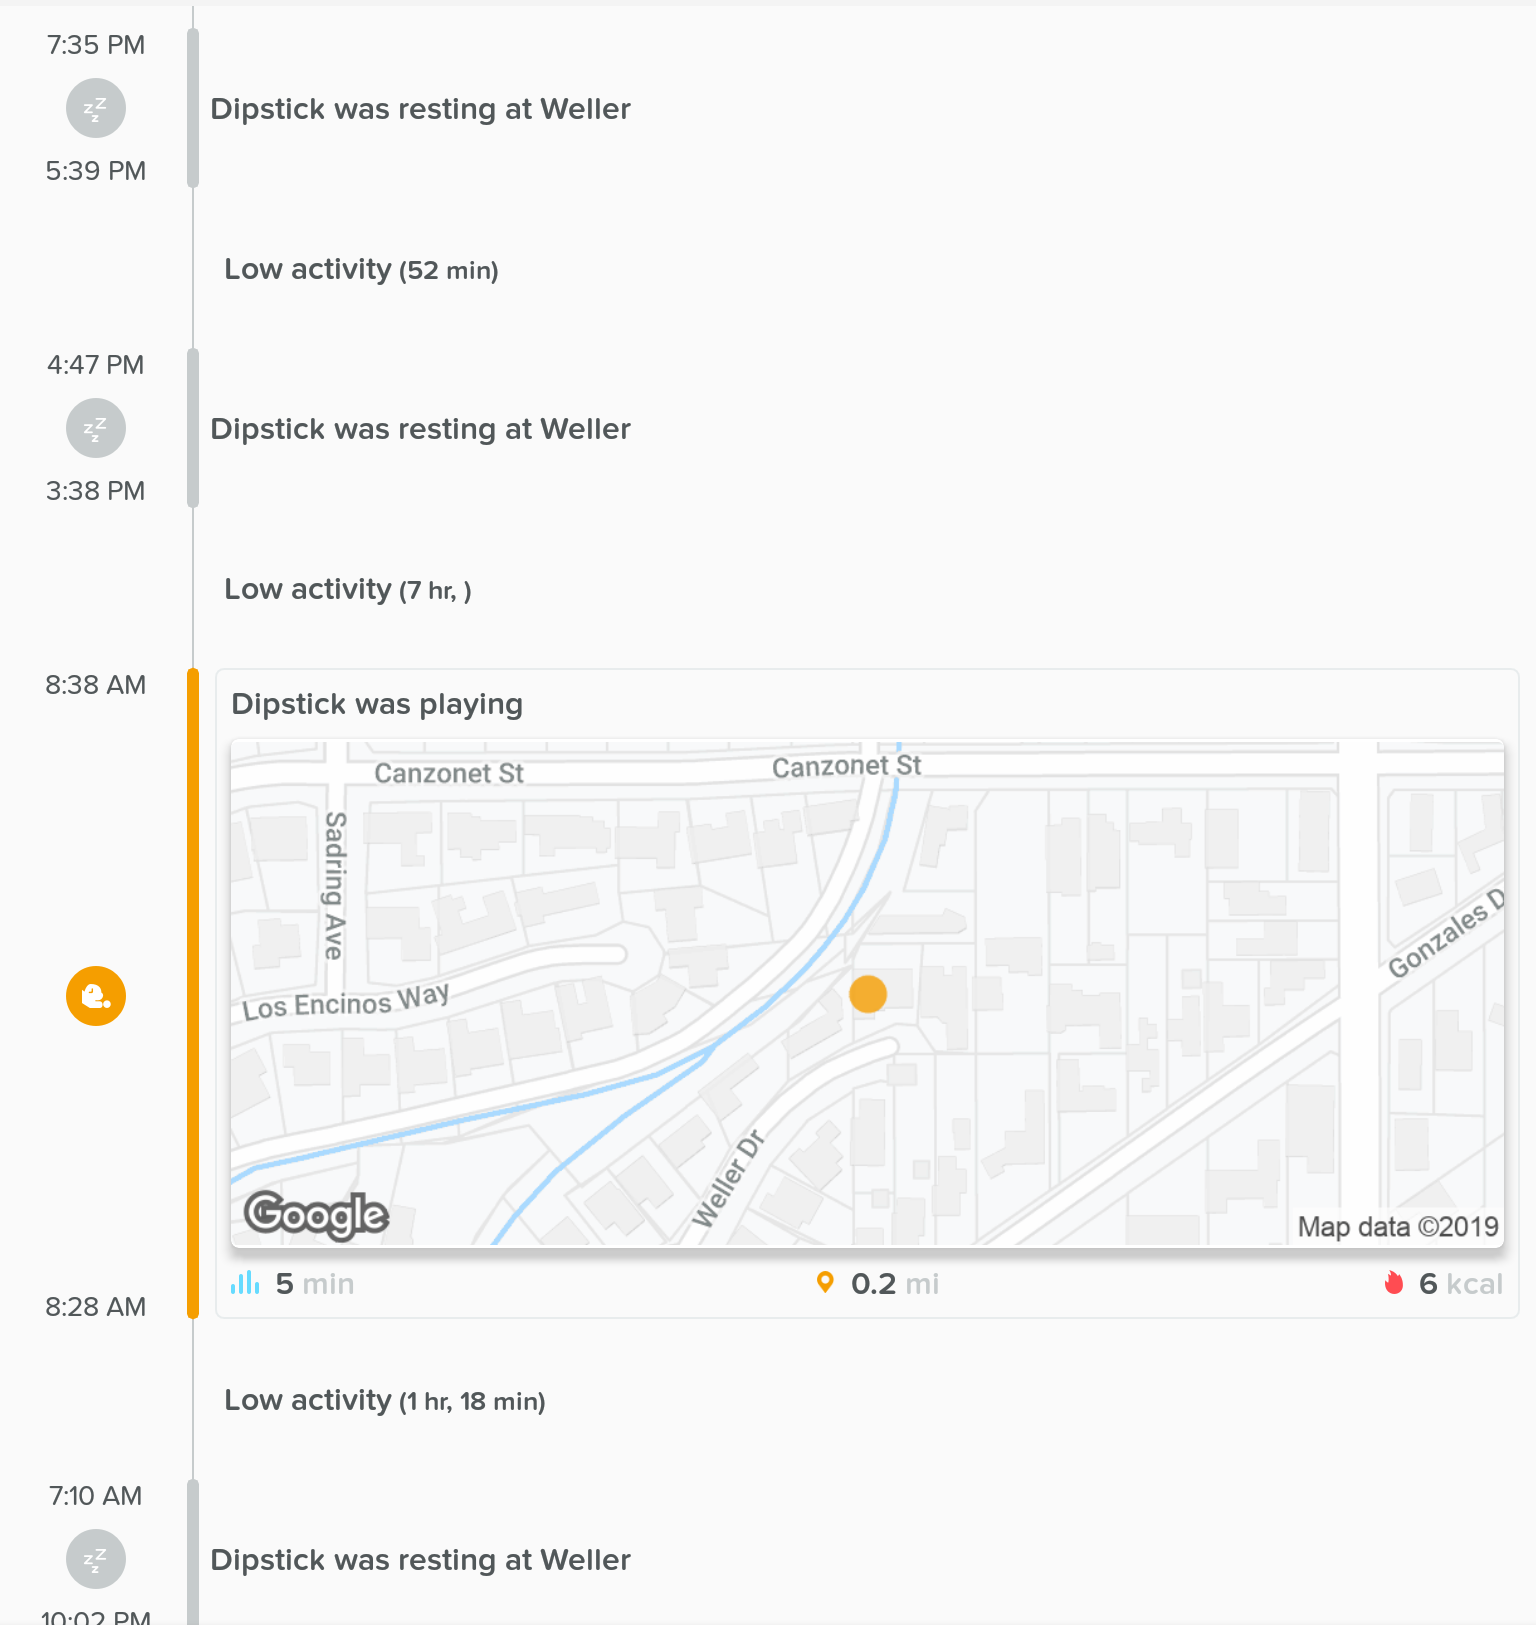 7:35 PM
Dipstick was resting at Weller
5:39 PM
Low activity (52 min)
4:47 PM
Dipstick was resting at Weller
3:38 PM
Low activity (7 hr, )
8:38 AM
Dipstick was playing
Canzonet St
Canzonet St
Sadring Ave
Gonzales D
Los Encinos Way
Weller Dr
Google
Map data ©2019
5 min
0.2 mi
6 kcal
8:28 AM
Low activity (1 hr, 18 min)
7:10 AM
Dipstick was resting at Weller
10:02 PM